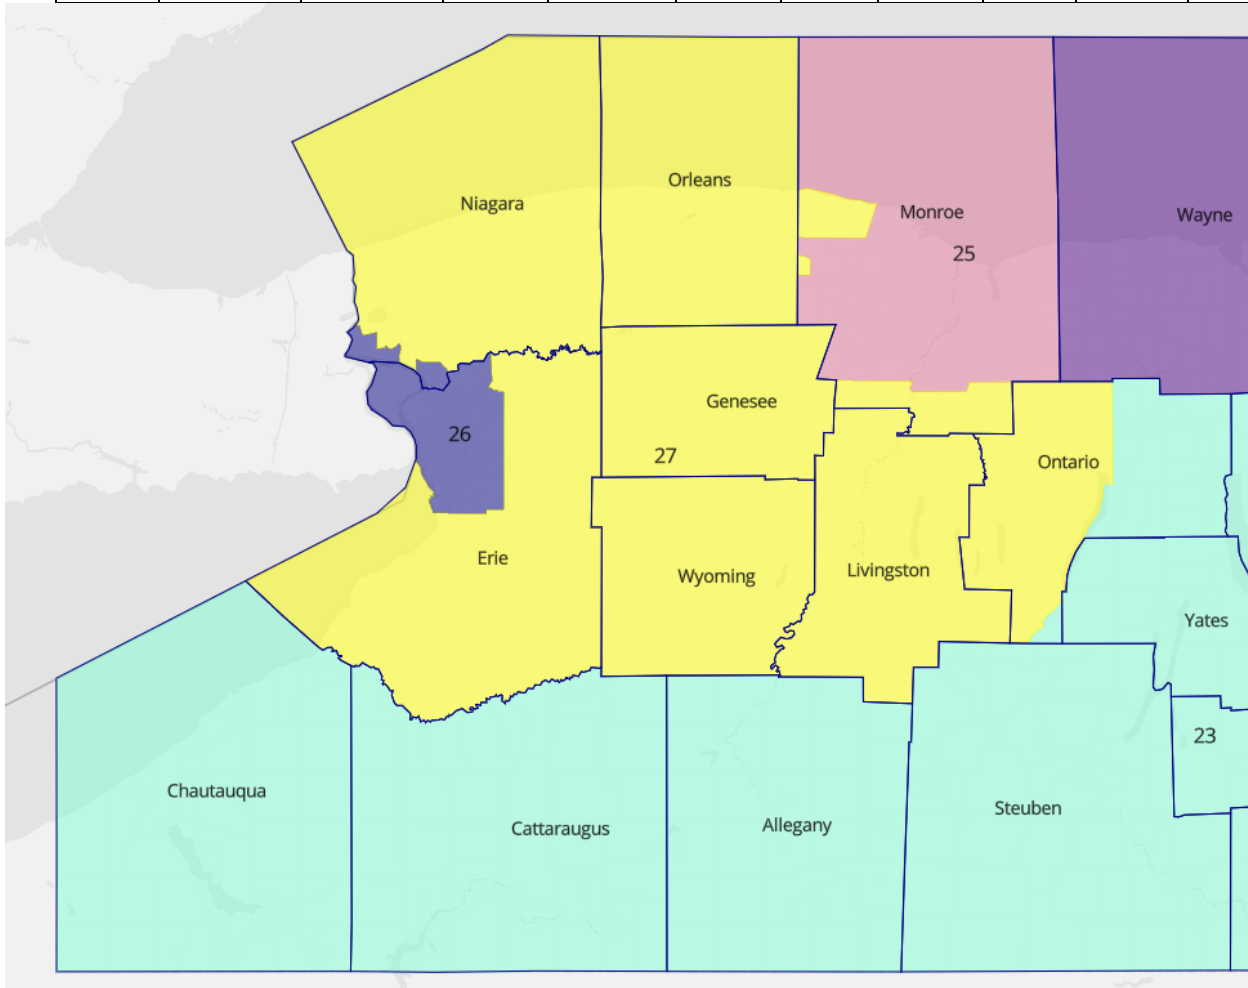 Orleans
Niagara
Monroe
Wayne
25
Genesee
26
27
Ontario
Erie
Wyoming
Livingston
Yates
23
Chautauqua
Steuben
Cattaraugus
Allegany